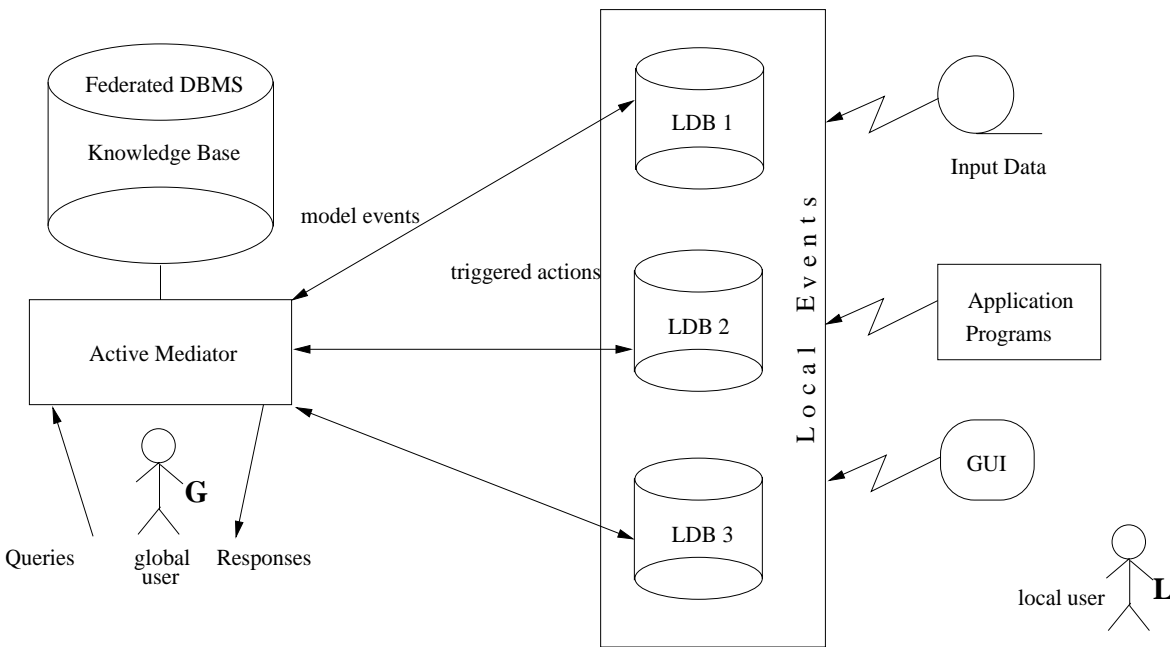 Federated DBMS
Knowledge Base
model events
triggered actions
Active Mediator
Queries
G
global
user
Responses
LDB 1
LDB 2
LDB 3
Local Events
Input Data
Application
Programs
GUI
local user
L